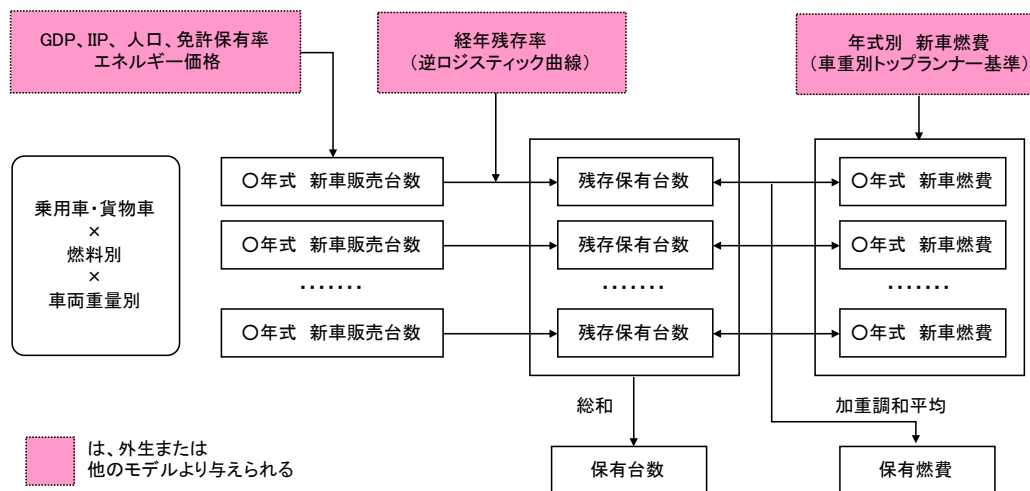 GDP、IIP、 人口、免許保有率
エネルギー価格
経年残存率
(逆ロジスティック曲線)
年式別 新車燃費
(車重別トップランナー基準)
乗用車・貨物車
×
燃料別
×
車両重量別
〇年式 新車販売台数
残存保有台数
〇年式 新車燃費
〇年式 新車販売台数
残存保有台数
〇年式 新車燃費
・・・・・・・
・・・・・・・
・・・・・・・
〇年式 新車販売台数
残存保有台数
〇年式 新車燃費
総和
加重調和平均
は、外生または
他のモデルより与えられる
保有台数
保有燃費